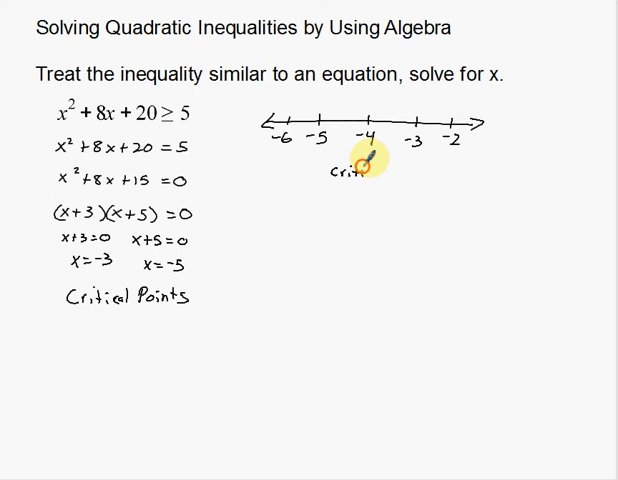 Solving Quadratic Inequalities by Using Algebra
Treat the inequality similar to an equation, solve for x.
x² + 8x + 20 ≥ 5
x² + 8x + 20 = 5
x² + 8x + 15 = 0
(x + 3)(x + 5) = 0
x + 3 = 0 x + 5 = 0
x = -3 x = -5
Critical Points
-6 -5 -4 -3 -2
Crit